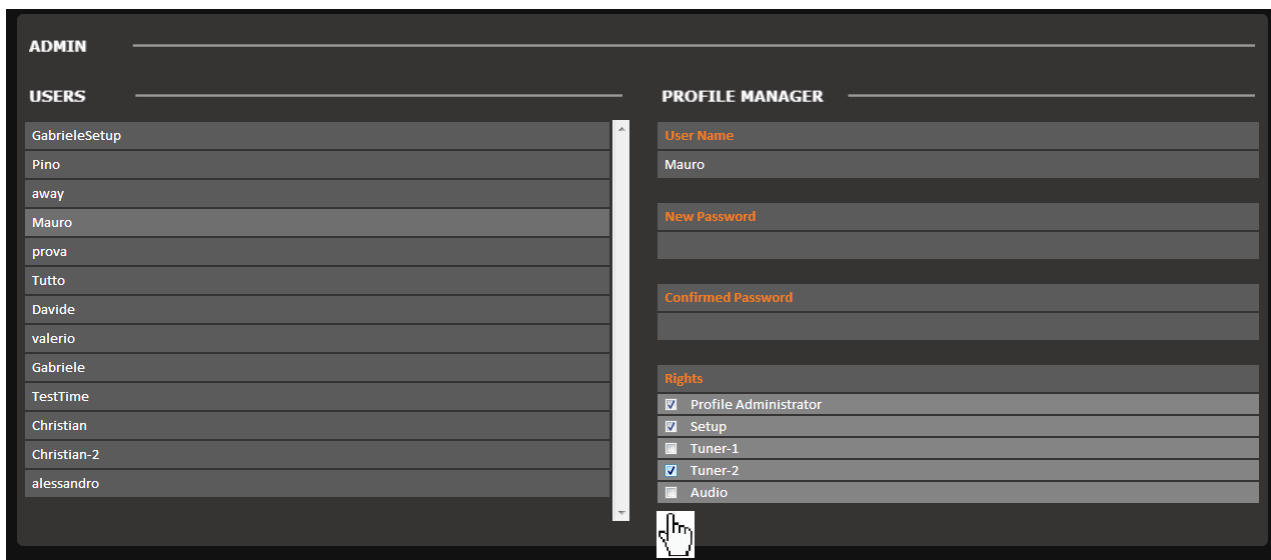 ADMIN
USERS
GabrieleSetup
Pino
away
Mauro
prova
Tutto
Davide
valerio
Gabriele
TestTime
Christian
Christian-2
alessandro
PROFILE MANAGER
User Name
Mauro
New Password
Confirmed Password
Rights
Profile Administrator
Setup
Tuner-1
Tuner-2
Audio